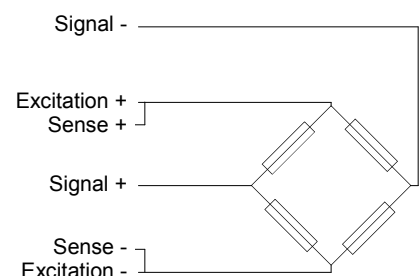 Signal -
Excitation +
Sense +
Signal +
Sense -
Excitation -